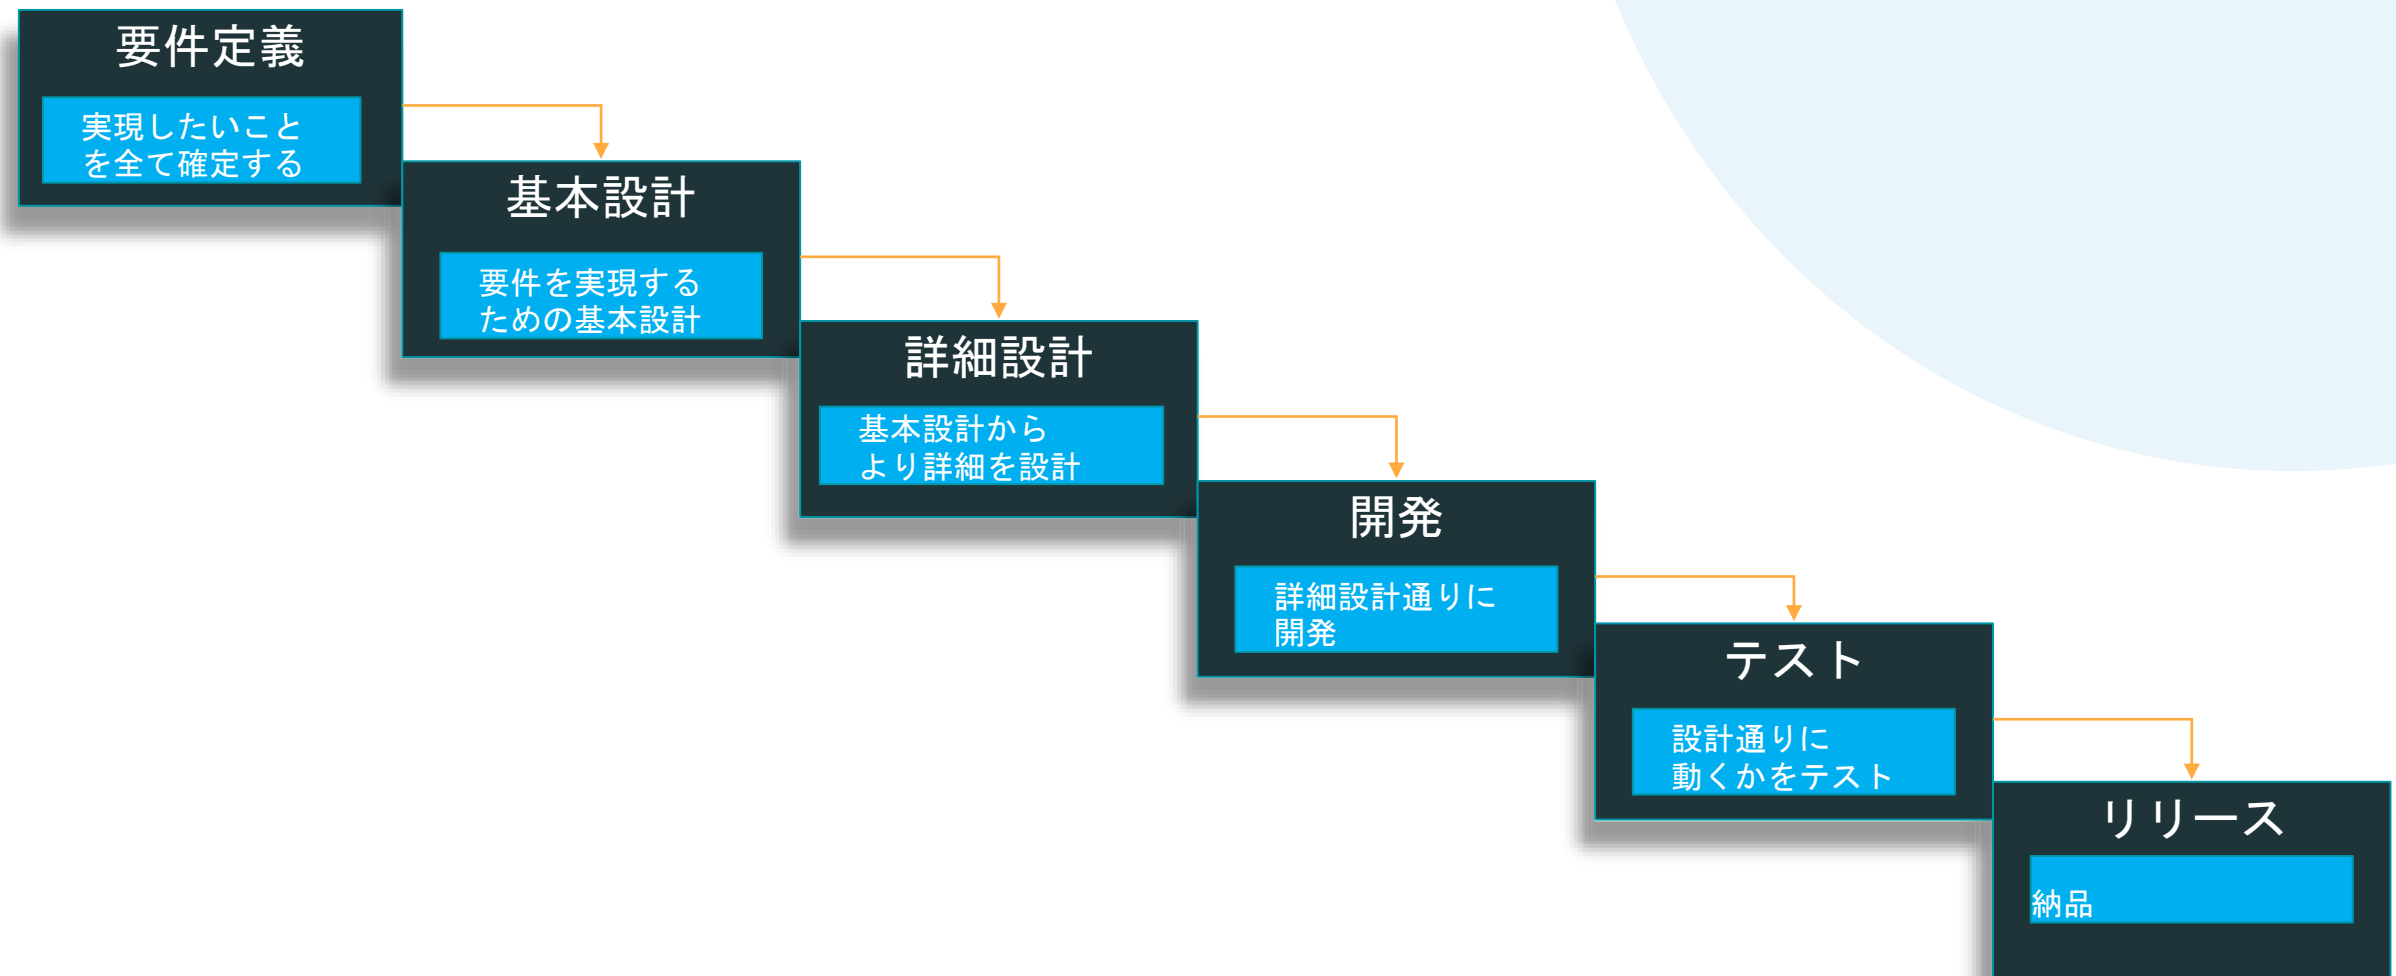 要件定義
実現したいこと
を全て確定する
基本設計
要件を実現する
ための基本設計
詳細設計
基本設計から
より詳細を設計
開発
詳細設計通りに
開発
テスト
設計通りに
動くかをテスト
リリース
納品